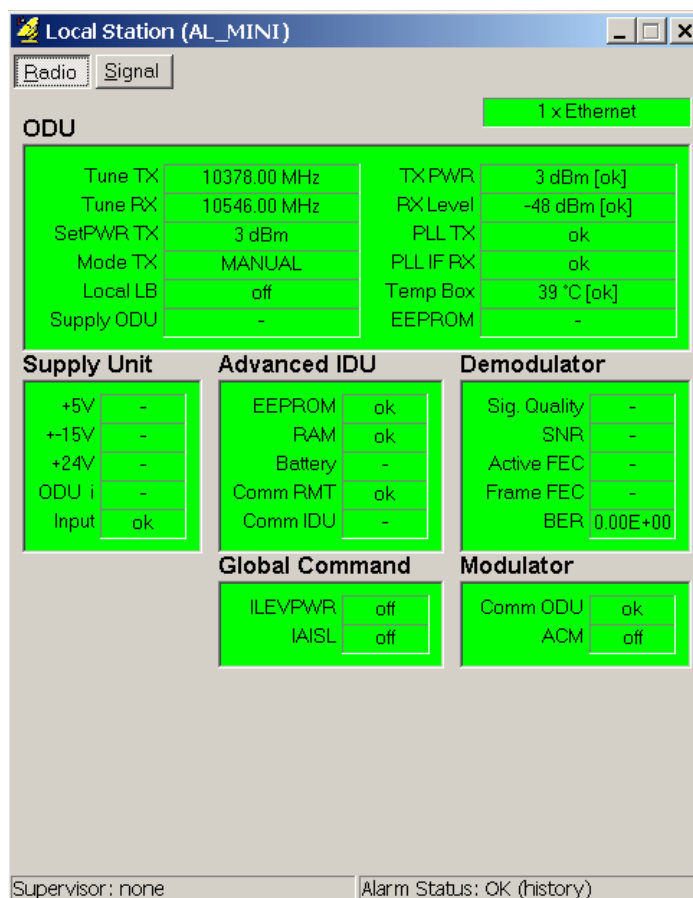 Local Station (AL_MINI)
Radio Signal
1 x Ethernet
ODU
Tune TX 10378.00 MHz TX PWR 3 dBm [ok]
Tune RX 10546.00 MHz RX Level -48 dBm [ok]
SetPWR TX 3 dBm PLL TX ok
Mode TX MANUAL PLL IF RX ok
Local LB off Temp Box 39 °C [ok]
Supply ODU - EEPROM -
Supply Unit Advanced IDU Demodulator
+5V - EEPROM ok Sig. Quality -
+-15V - RAM ok SNR -
+24V - Battery - Active FEC -
ODU i - Comm RMT ok Frame FEC -
Input ok Comm IDU - BER 0.00E+00
Global Command Modulator
ILEVPWR off Comm ODU ok
IAISL off ACM off
Supervisor: none Alarm Status: OK (history)